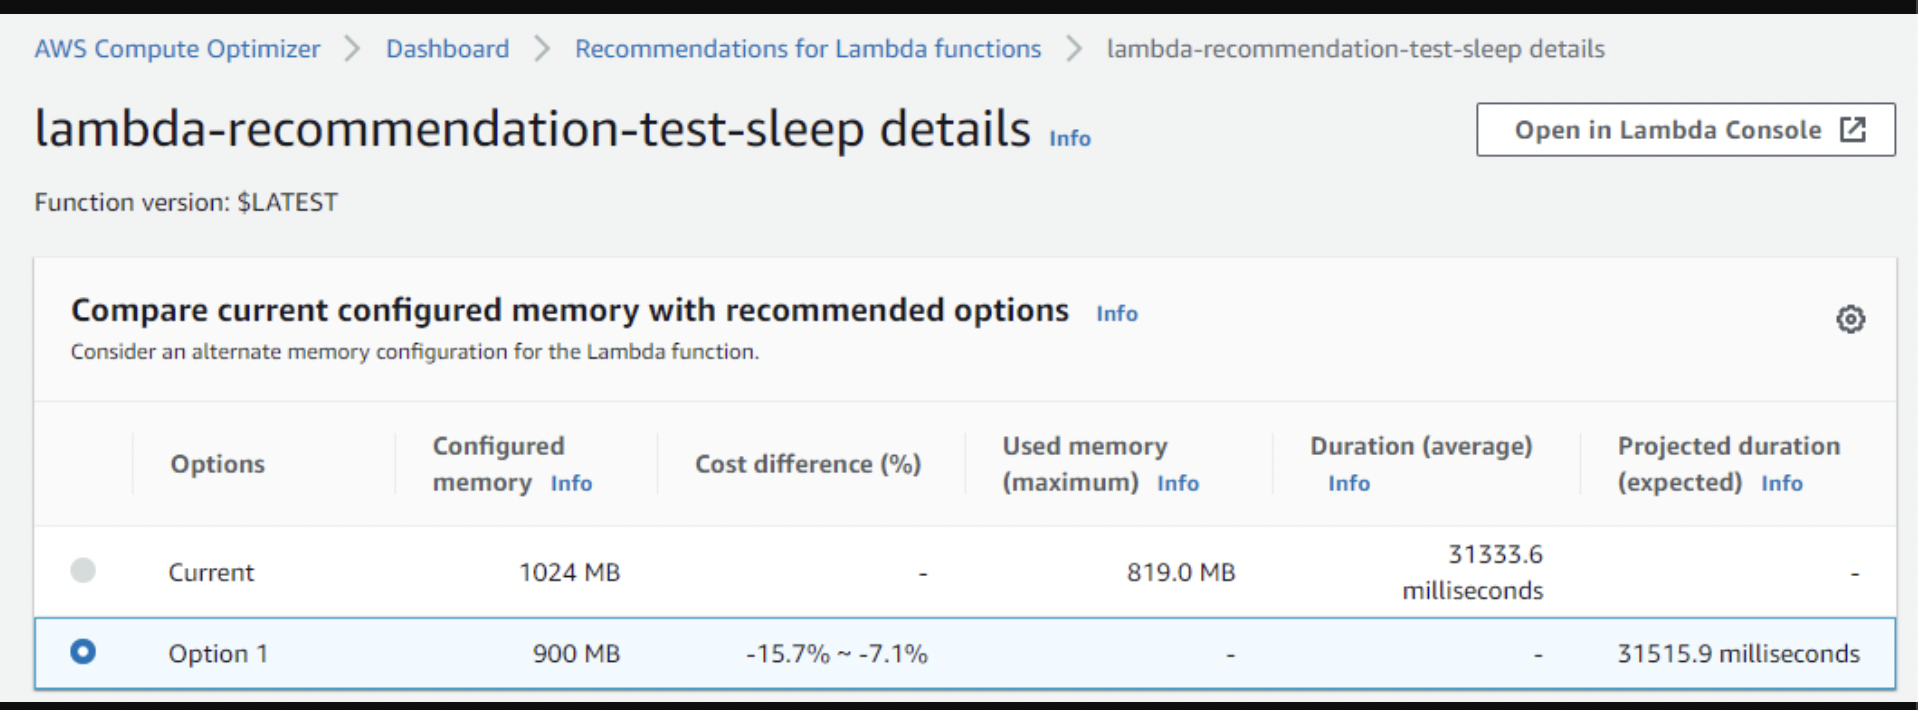 AWS Compute Optimizer > Dashboard > Recommendations for Lambda functions > lambda-recommendation-test-sleep details
lambda-recommendation-test-sleep details Info
Open in Lambda Console
Function version: $LATEST
Compare current configured memory with recommended options Info
Consider an alternate memory configuration for the Lambda function.
Options
Configured
memory Info
Cost difference (%)
Used memory
(maximum) Info
Duration (average)
Info
Projected duration
(expected) Info
Current 1024 MB - 819.0 MB 31333.6
milliseconds -
Option 1 900 MB -15.7% ~ -7.1% - - 31515.9 milliseconds